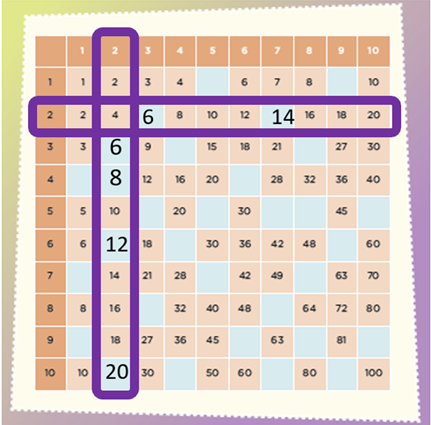 1 2 3 4 5 6 7 8 9 10
1 1 2 3 4 6 7 8 10
2 2 4 6 8 10 12 14 16 18 20
3 3 6 9 15 18 21 27 30
4 8 12 16 20 28 32 36 40
5 5 10 20 30 45
6 6 12 18 30 36 42 48 60
7 14 21 28 42 49 63 70
8 8 16 32 40 48 64 72 80
9 18 27 36 45 63 81
10 10 20 30 50 60 80 100